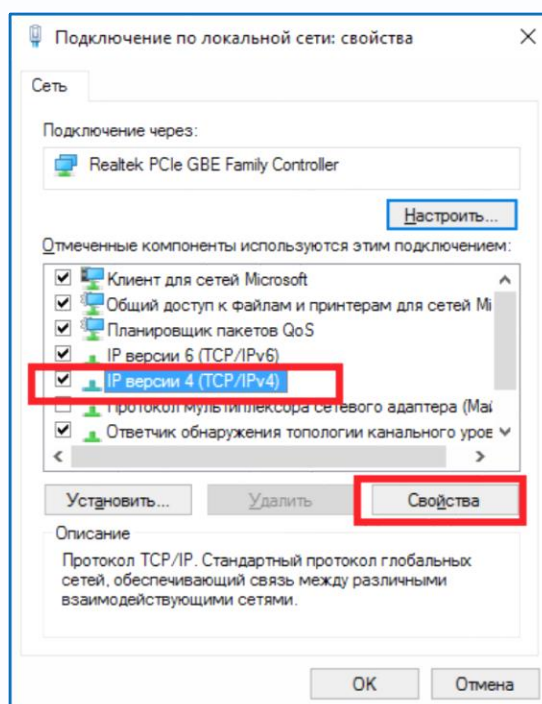 Подключение по локальной сети: свойства
Сеть
Подключение через:
Realtek PCIe GBE Family Controller
Настроить...
Отмеченные компоненты используются этим подключением:
Клиент для сетей Microsoft
Общий доступ к файлам и принтерам для сетей Mi
Планировщик пакетов QoS
IP версии 6 (TCP/IPv6)
IP версии 4 (TCP/IPv4)
Протокол мультиплексора сетевого адаптера (Май
Ответчик обнаружения топологии канального уров
Установить... Удалить Свойства
Описание
Протокол TCP/IP. Стандартный протокол глобальных
сетей, обеспечивающий связь между различными
взаимодействующими сетями.
OK Отмена